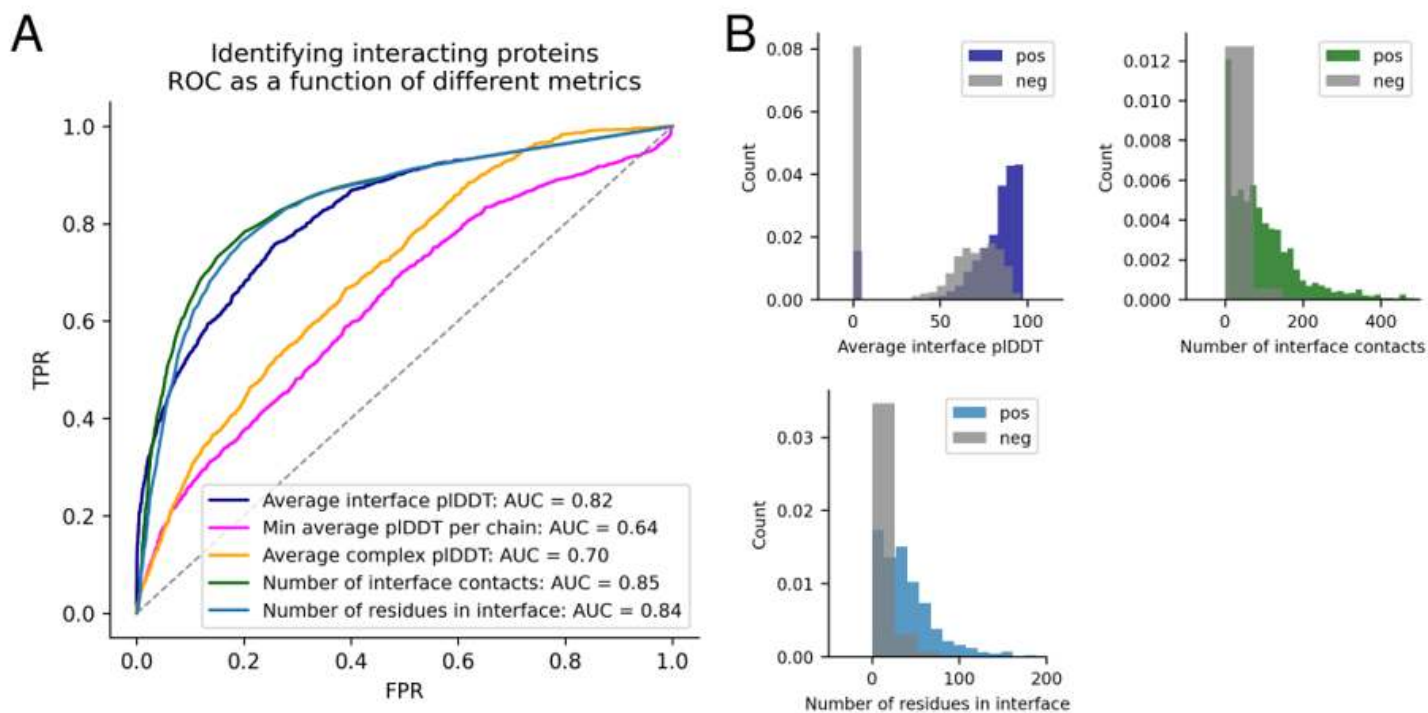 A
Identifying interacting proteins
ROC as a function of different metrics
TPR
1.0
0.8
0.6
0.4
0.2
0.0
Average interface plDDT: AUC = 0.82
Min average plDDT per chain: AUC = 0.64
Average complex plDDT: AUC = 0.70
Number of interface contacts: AUC = 0.85
Number of residues in interface: AUC = 0.84
0.0 0.2 0.4 0.6 0.8 1.0
FPR
B
Count
0.08
0.06
0.04
0.02
0.00
pos
neg
0 50 100
Average interface plDDT
Count
0.012
0.010
0.008
0.006
0.004
0.002
0.000
pos
neg
0 200 400
Number of interface contacts
Count
0.03
0.02
0.01
0.00
pos
neg
0 100 200
Number of residues in interface